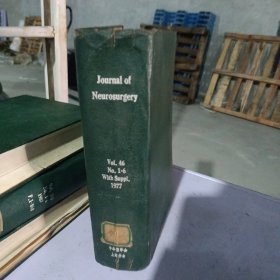 Journal of
Neurosurgery
Vol. 46
No. 1-6
With Suppl.
1977